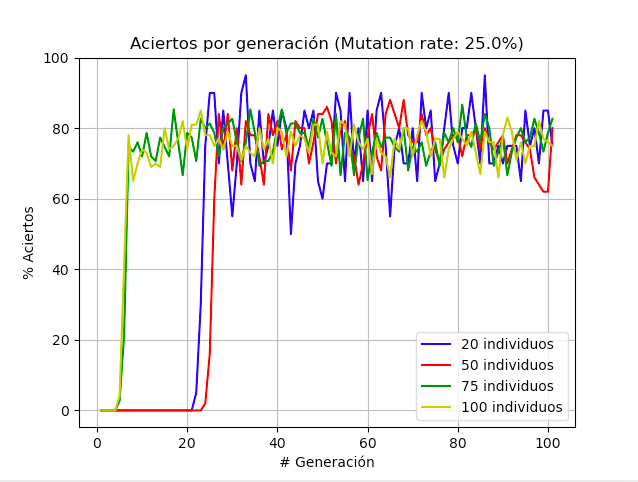 Aciertos por generación (Mutation rate: 25.0%)
% Aciertos
100
80
60
40
20
0
0 20 40 60 80 100
# Generación
20 individuos
50 individuos
75 individuos
100 individuos